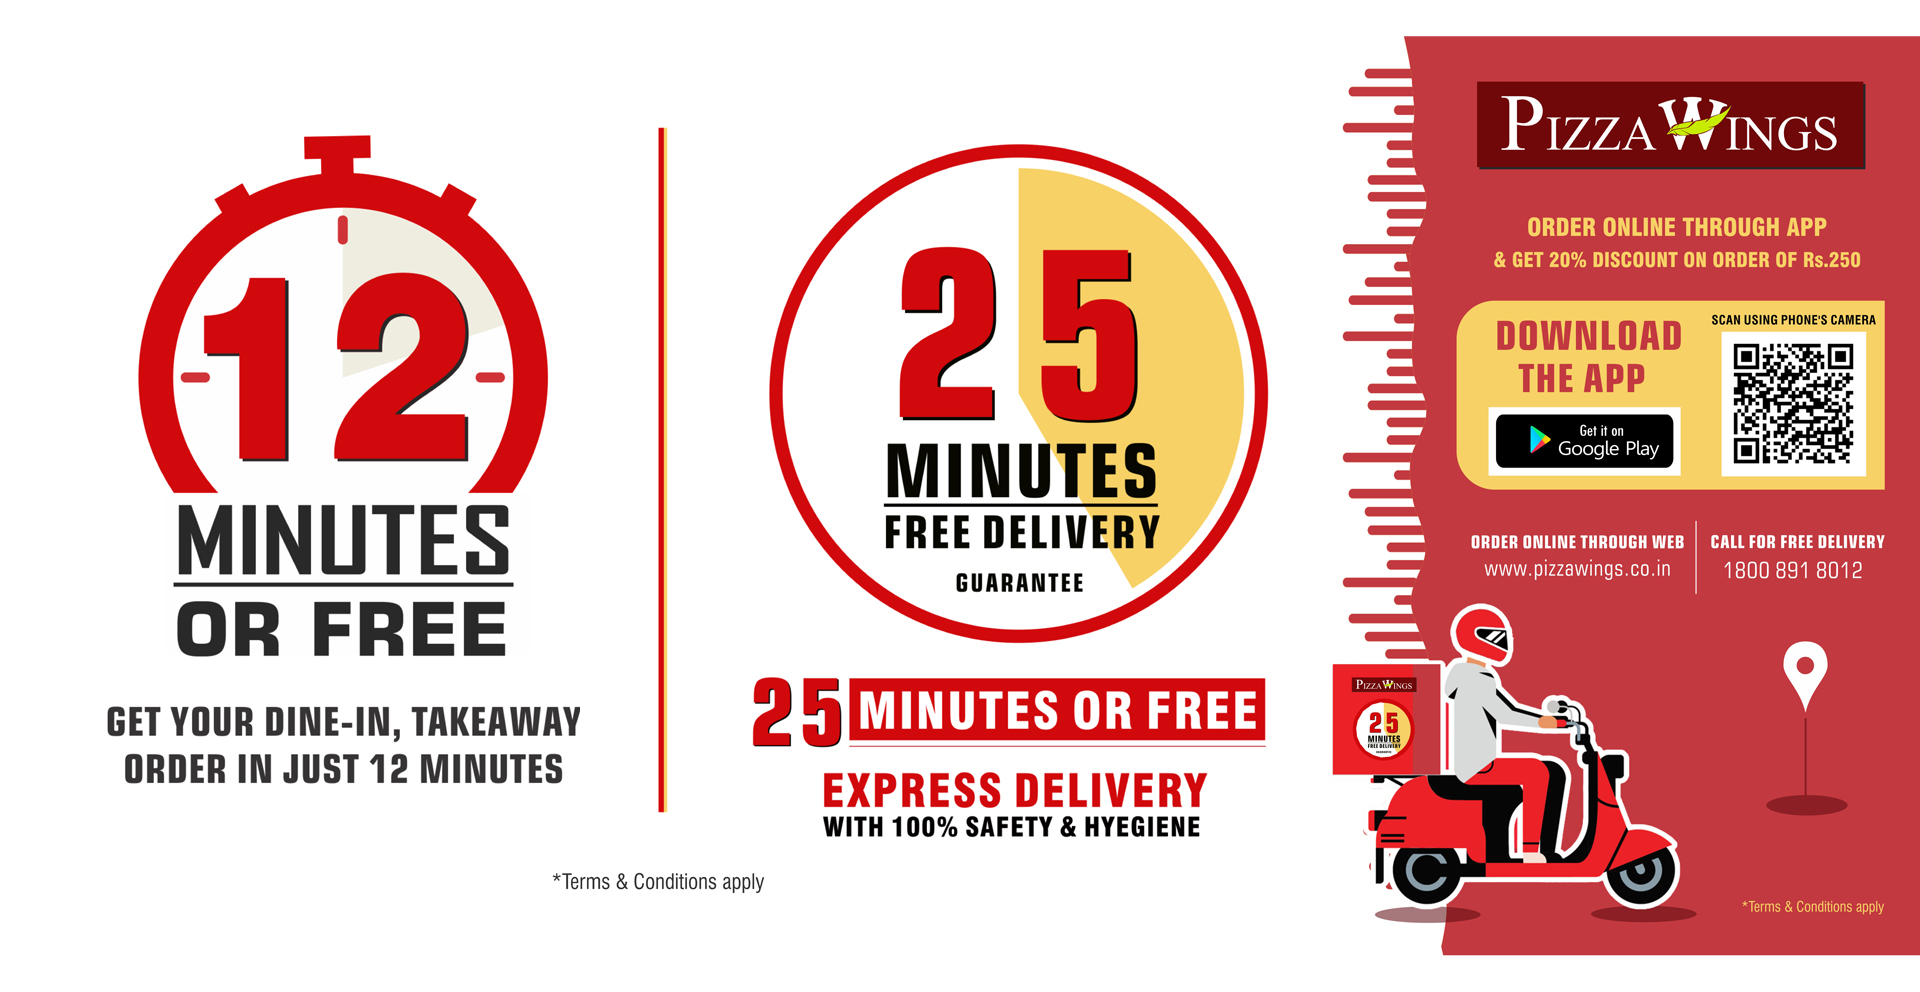 12
MINUTES
OR FREE
GET YOUR DINE-IN, TAKEAWAY
ORDER IN JUST 12 MINUTES
25
MINUTES
FREE DELIVERY
GUARANTEE
25 MINUTES OR FREE
EXPRESS DELIVERY
WITH 100% SAFETY & HYEGIENE
*Terms & Conditions apply
PIZZA WINGS
ORDER ONLINE THROUGH APP
& GET 20% DISCOUNT ON ORDER OF Rs.250
DOWNLOAD
THE APP
SCAN USING PHONE'S CAMERA
Get it on
Google Play
ORDER ONLINE THROUGH WEB
www.pizzawings.co.in
CALL FOR FREE DELIVERY
1800 891 8012
PIZZA WINGS
25
MINUTES
FREE DELIVERY
GUARANTEE
*Terms & Conditions apply